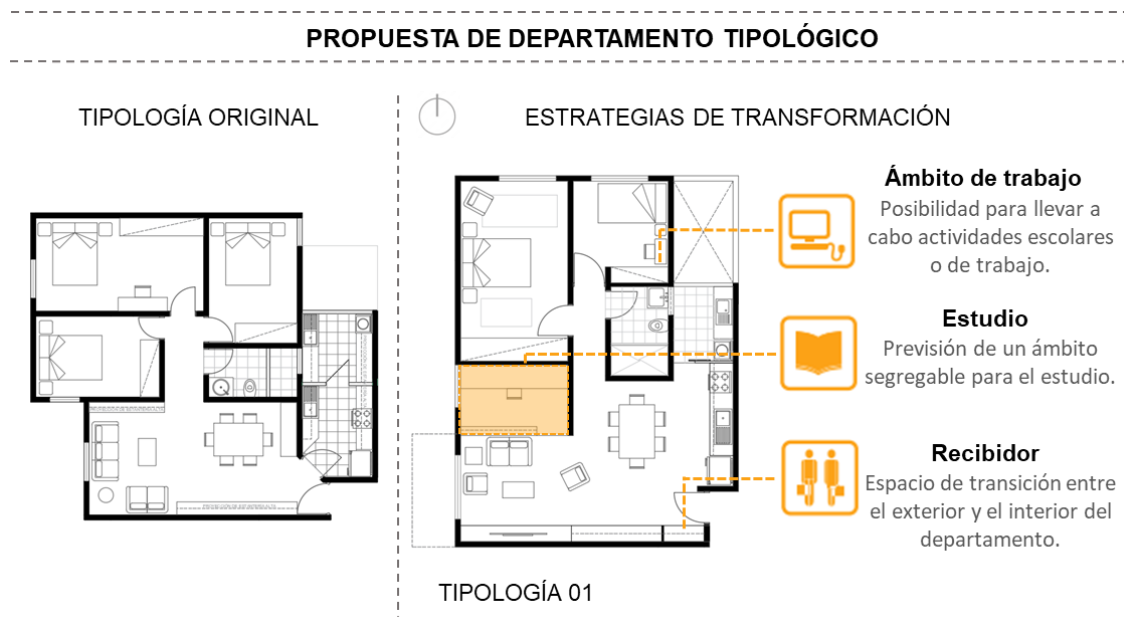 PROPUESTA DE DEPARTAMENTO TIPOLÓGICO
TIPOLOGÍA ORIGINAL
ESTRATEGIAS DE TRANSFORMACIÓN
Ámbito de trabajo
Posibilidad para llevar a
cabo actividades escolares
o de trabajo.
Estudio
Previsión de un ámbito
segregable para el estudio.
Recibidor
Espacio de transición entre
el exterior y el interior del
departamento.
TIPOLOGÍA 01